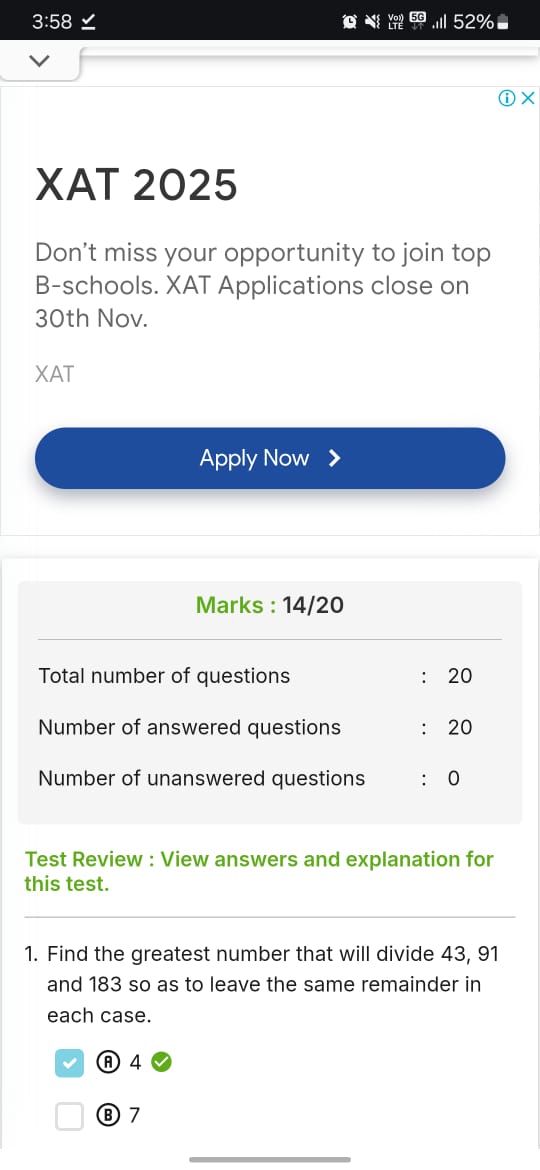 3:58
Vo))
LTE
5G
52%
XAT 2025
Don't miss your opportunity to join top
B-schools. XAT Applications close on
30th Nov.
XAT
Apply Now
Marks : 14/20
Total number of questions : 20
Number of answered questions : 20
Number of unanswered questions : 0
Test Review : View answers and explanation for
this test.
1. Find the greatest number that will divide 43, 91
and 183 so as to leave the same remainder in
each case.
A 4
B 7